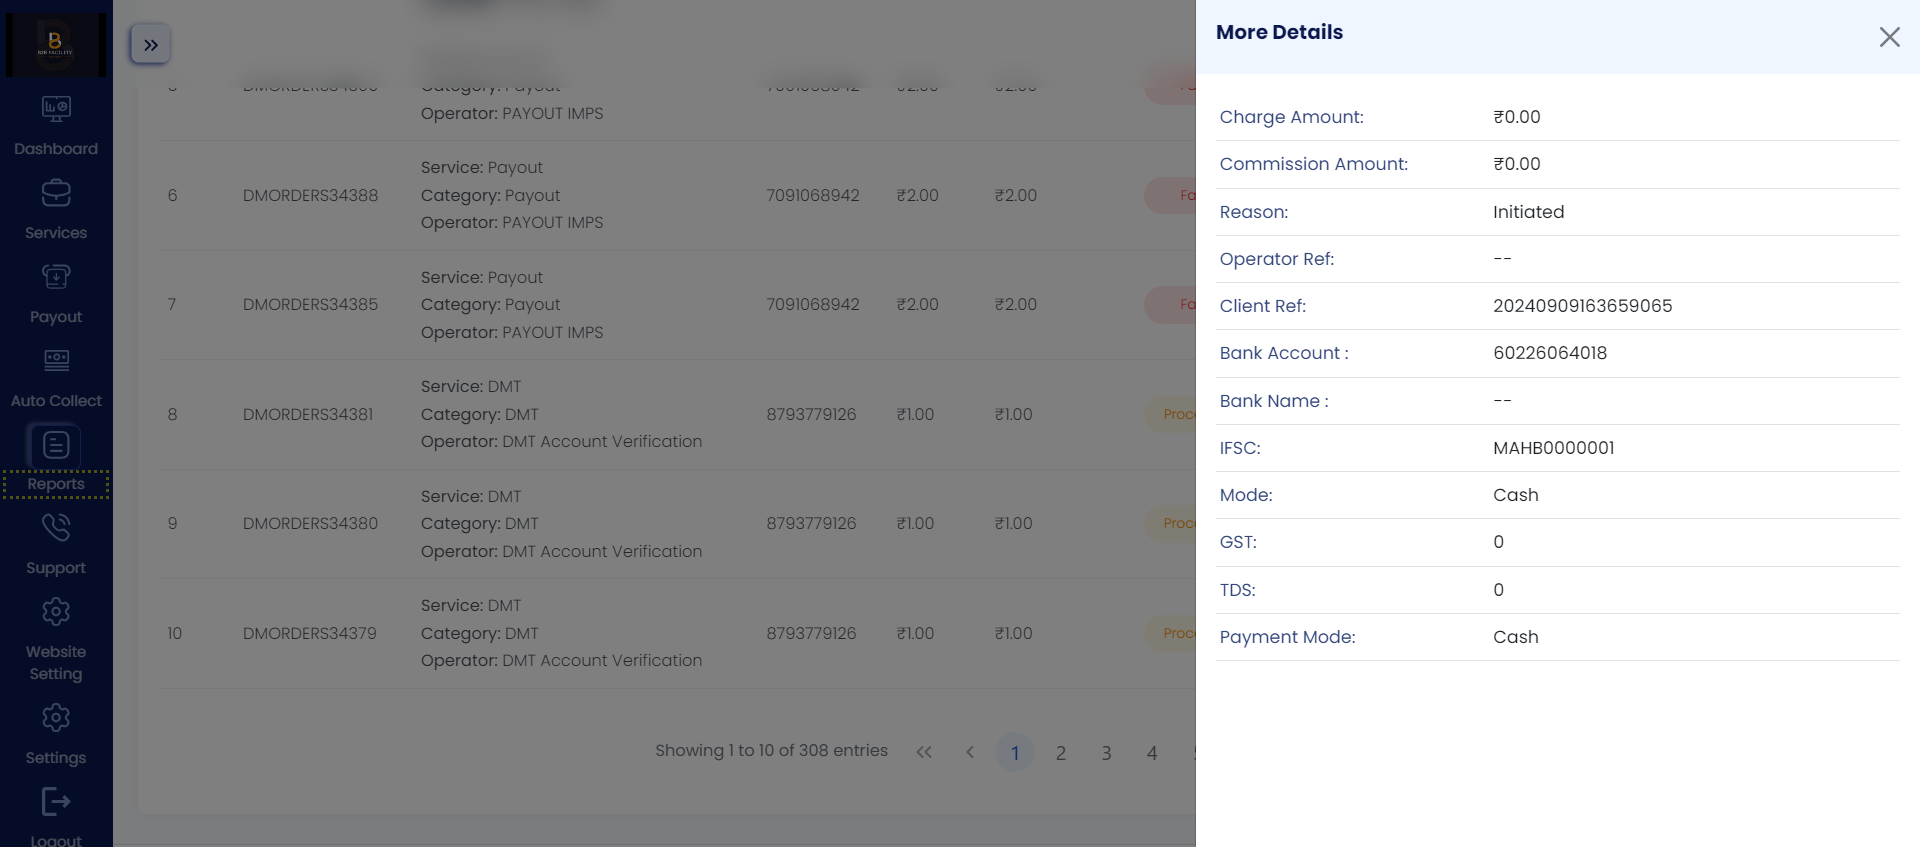 B2B FACILITY
Dashboard
Services
Payout
Auto Collect
Reports
Support
Website
Setting
Settings
Logout
Operator: PAYOUT IMPS
6 DMORDERS34388 Service: Payout
Category: Payout
Operator: PAYOUT IMPS
7091068942 ₹2.00 ₹2.00 Fa
7 DMORDERS34385 Service: Payout
Category: Payout
Operator: PAYOUT IMPS
7091068942 ₹2.00 ₹2.00 Fa
8 DMORDERS34381 Service: DMT
Category: DMT
Operator: DMT Account Verification
8793779126 ₹1.00 ₹1.00 Proc
9 DMORDERS34380 Service: DMT
Category: DMT
Operator: DMT Account Verification
8793779126 ₹1.00 ₹1.00 Proc
10 DMORDERS34379 Service: DMT
Category: DMT
Operator: DMT Account Verification
8793779126 ₹1.00 ₹1.00 Proc
Showing 1 to 10 of 308 entries « ‹ 1 2 3 4
More Details
Charge Amount: ₹0.00
Commission Amount: ₹0.00
Reason: Initiated
Operator Ref: --
Client Ref: 20240909163659065
Bank Account : 60226064018
Bank Name : --
IFSC: MAHB0000001
Mode: Cash
GST: 0
TDS: 0
Payment Mode: Cash